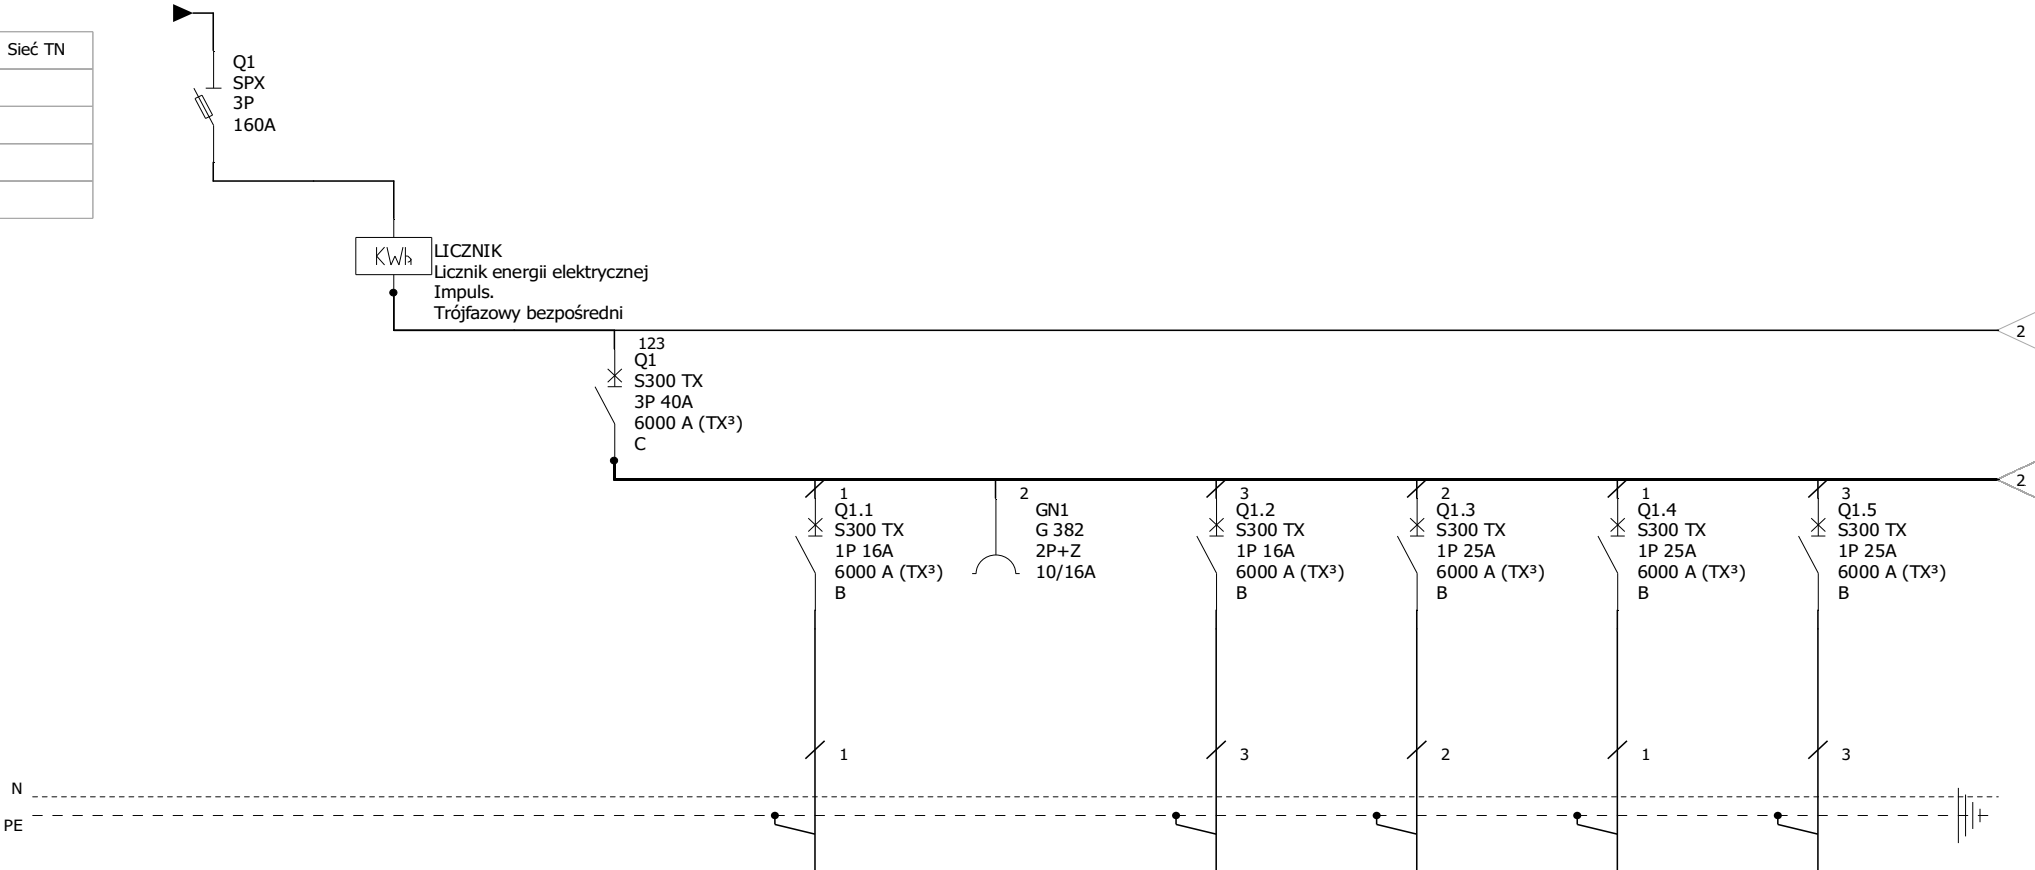 Sieć TN
Q1
SPX
3P
160A
KWh
LICZNIK
Licznik energii elektrycznej
Impuls.
Trójfazowy bezpośredni
2
123
Q1
S300 TX
3P 40A
6000 A (TX³)
C
2
1
Q1.1
S300 TX
1P 16A
6000 A (TX³)
B
2
GN1
G 382
2P+Z
10/16A
3
Q1.2
S300 TX
1P 16A
6000 A (TX³)
B
2
Q1.3
S300 TX
1P 25A
6000 A (TX³)
B
1
Q1.4
S300 TX
1P 25A
6000 A (TX³)
B
3
Q1.5
S300 TX
1P 25A
6000 A (TX³)
B
1
3
2
1
3
N
PE